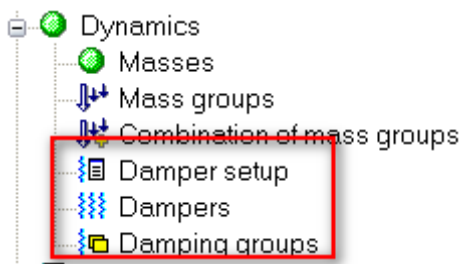 Dynamics
Masses
Mass groups
Combination of mass groups
Damper setup
Dampers
Damping groups